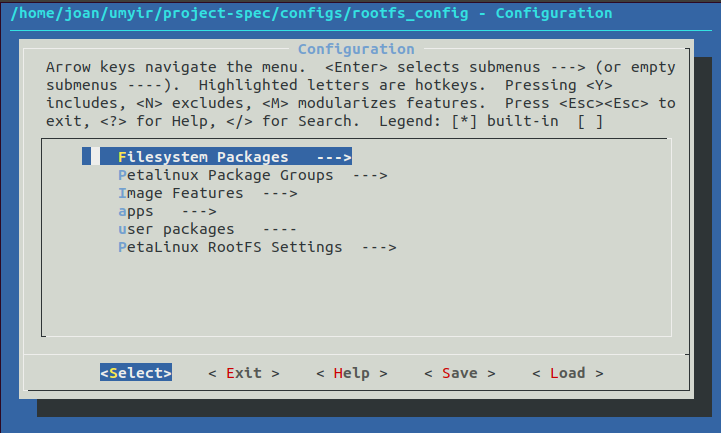 /home/joan/umyir/project-spec/configs/rootfs_config - Configuration
Configuration
Arrow keys navigate the menu.  <Enter> selects submenus ---> (or empty
submenus ----).  Highlighted letters are hotkeys.  Pressing <Y>
includes, <N> excludes, <M> modularizes features.  Press <Esc><Esc> to
exit, <?> for Help, </> for Search.  Legend: [*] built-in  [ ]
Filesystem Packages  --->
Petalinux Package Groups  --->
Image Features  --->
apps  --->
user packages  ----
PetaLinux RootFS Settings  --->
<Select>    < Exit >    < Help >    < Save >    < Load >